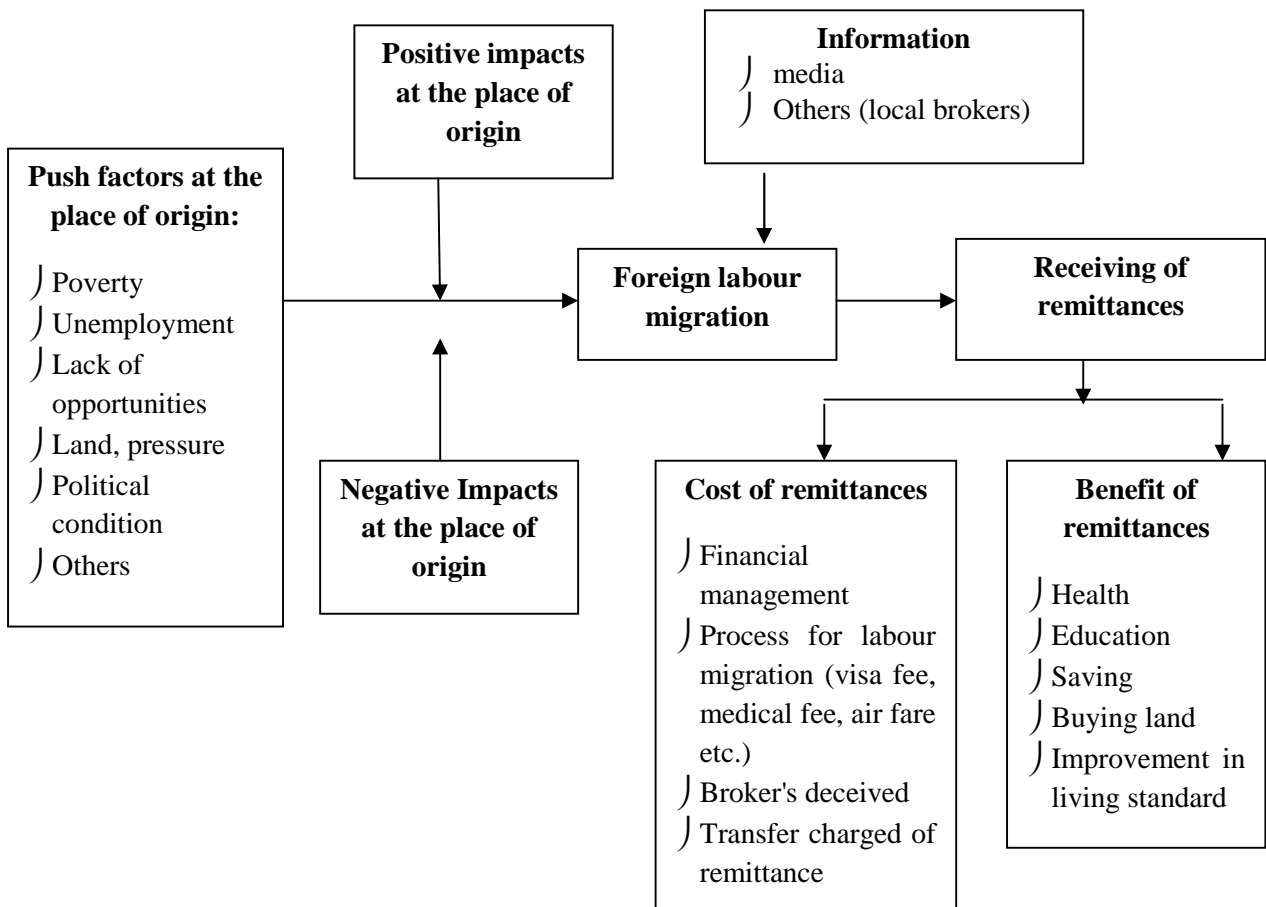 Positive impacts
at the place of
origin
Information
media
Others (local brokers)
Push factors at the
place of origin:
Poverty
Unemployment
Lack of
opportunities
Land, pressure
Political
condition
Others
Foreign labour
migration
Receiving of
remittances
Negative Impacts
at the place of
origin
Cost of remittances
Financial
management
Process for labour
migration (visa fee,
medical fee, air fare
etc.)
Broker's deceived
Transfer charged of
remittance
Benefit of
remittances
Health
Education
Saving
Buying land
Improvement in
living standard